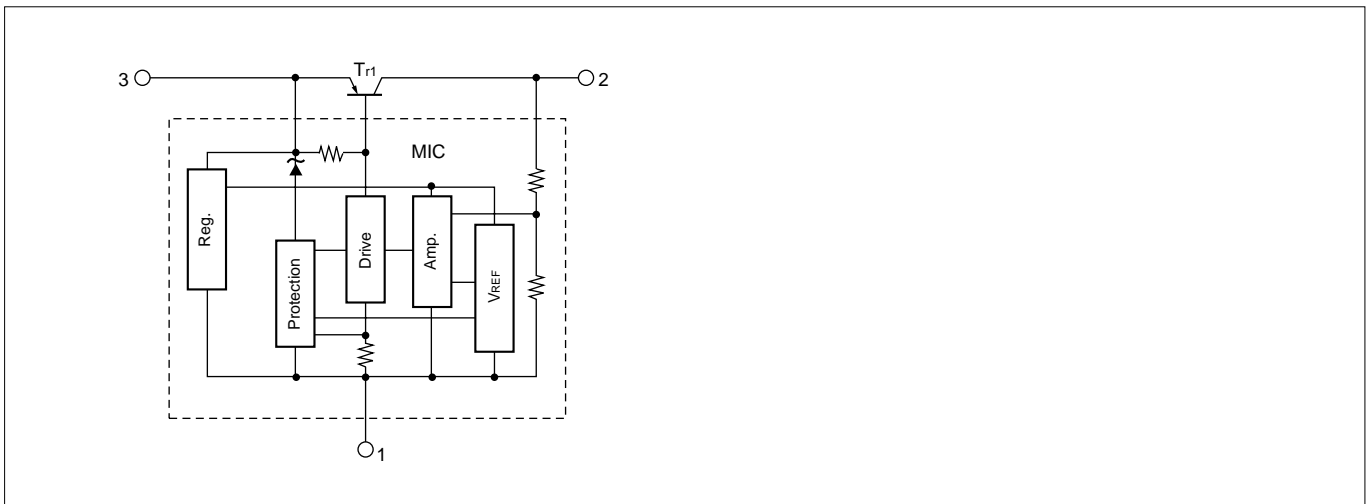 3
Tr1
2
MIC
Reg.
Protection
Drive
Amp.
VREF
1